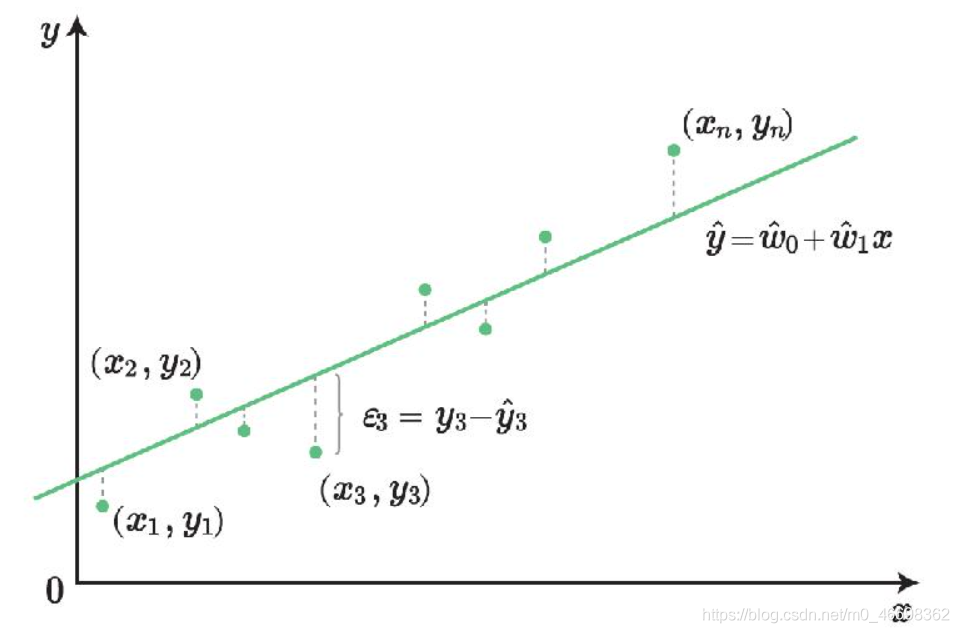 y
(xₙ, yₙ)
ŷ = ŵ₀ + ŵ₁x
(x₂, y₂)
ε₃ = y₃ − ŷ₃
(x₃, y₃)
(x₁, y₁)
0
x